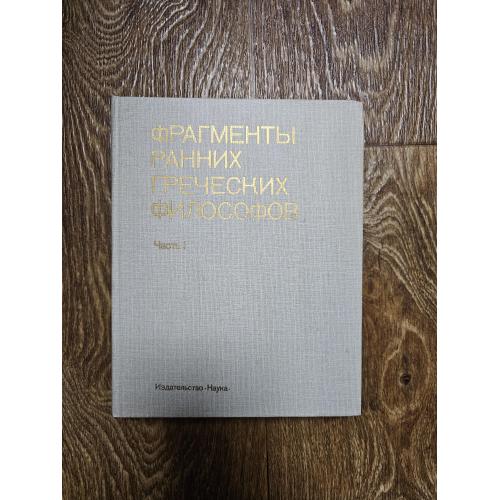 ФРАГМЕНТЫ
РАННИХ
ГРЕЧЕСКИХ
ФИЛОСОФОВ
Часть I
Издательство «Наука»